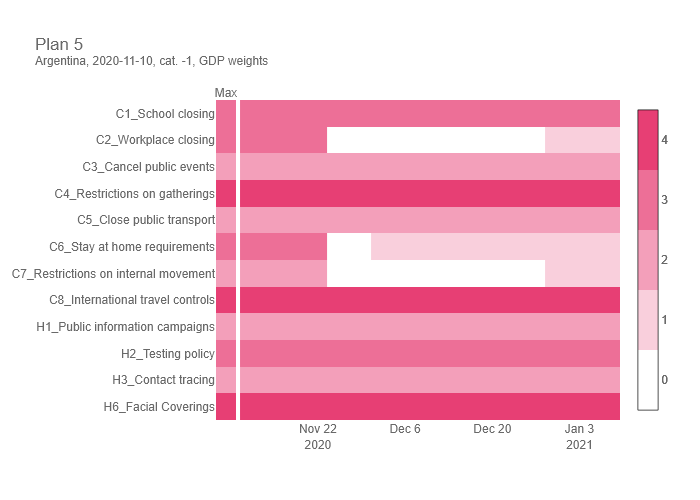 Plan 5
Argentina, 2020-11-10, cat. -1, GDP weights
Max
C1_School closing
C2_Workplace closing
C3_Cancel public events
C4_Restrictions on gatherings
C5_Close public transport
C6_Stay at home requirements
C7_Restrictions on internal movement
C8_International travel controls
H1_Public information campaigns
H2_Testing policy
H3_Contact tracing
H6_Facial Coverings
Nov 22 Dec 6 Dec 20 Jan 3
2020 2021
4
3
2
1
0